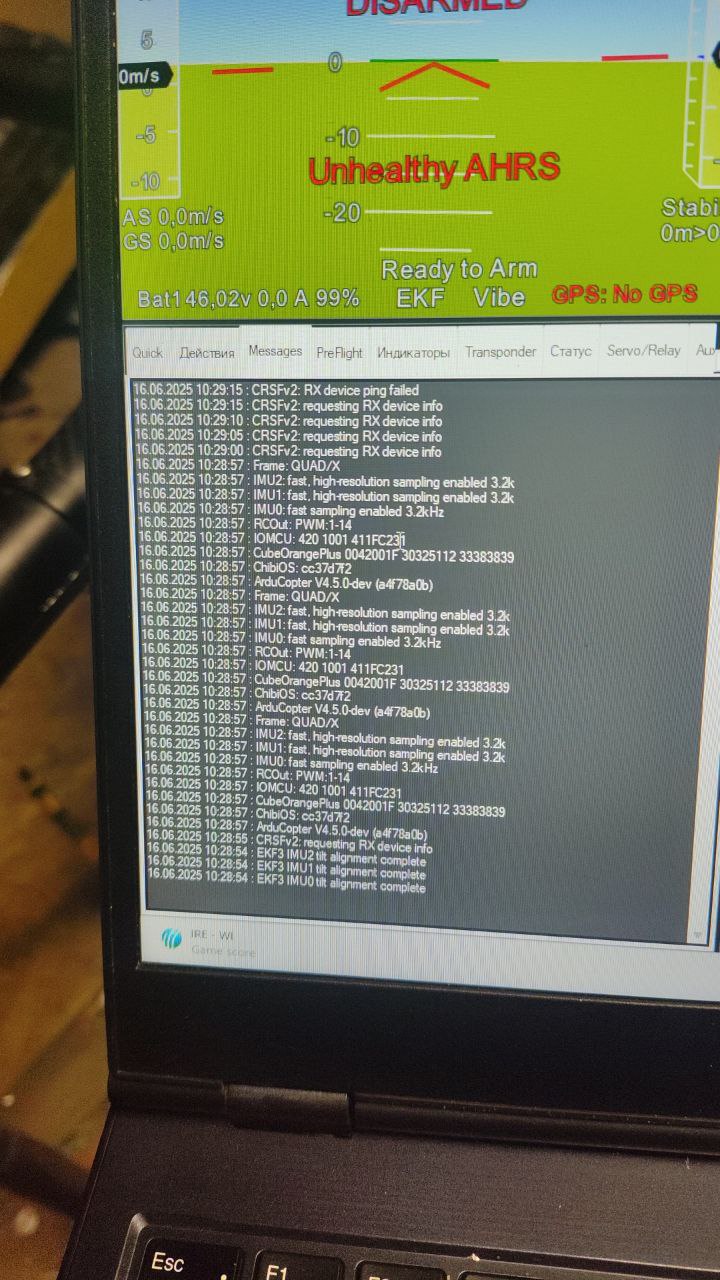 DISARMED
5
0
0m/s
0
-5
-10
-10
Unhealthy AHRS
-20
AS 0,0m/s
GS 0,0m/s
Stabi
0m>0
Ready to Arm
Bat1 46,02v 0,0 A 99%
EKF
Vibe
GPS: No GPS
Quick
Действия
Messages
PreFlight
Индикаторы
Transponder
Статус
Servo/Relay
Aux
16.06.2025 10:29:15 : CRSFv2: RX device ping failed
16.06.2025 10:29:15 : CRSFv2: requesting RX device info
16.06.2025 10:29:10 : CRSFv2: requesting RX device info
16.06.2025 10:29:05 : CRSFv2: requesting RX device info
16.06.2025 10:29:00 : CRSFv2: requesting RX device info
16.06.2025 10:28:57 : Frame: QUAD/X
16.06.2025 10:28:57 : IMU2: fast, high-resolution sampling enabled 3.2k
16.06.2025 10:28:57 : IMU1: fast, high-resolution sampling enabled 3.2k
16.06.2025 10:28:57 : IMU0: fast sampling enabled 3.2kHz
16.06.2025 10:28:57 : RCOut: PWM:1-14
16.06.2025 10:28:57 : IOMCU: 420 1001 411FC231
16.06.2025 10:28:57 : CubeOrangePlus 0042001F 30325112 33383839
16.06.2025 10:28:57 : ChibiOS: cc37d7f2
16.06.2025 10:28:57 : ArduCopter V4.5.0-dev (a4f78a0b)
16.06.2025 10:28:57 : Frame: QUAD/X
16.06.2025 10:28:57 : IMU2: fast, high-resolution sampling enabled 3.2k
16.06.2025 10:28:57 : IMU1: fast, high-resolution sampling enabled 3.2k
16.06.2025 10:28:57 : IMU0: fast sampling enabled 3.2kHz
16.06.2025 10:28:57 : RCOut: PWM:1-14
16.06.2025 10:28:57 : IOMCU: 420 1001 411FC231
16.06.2025 10:28:57 : CubeOrangePlus 0042001F 30325112 33383839
16.06.2025 10:28:57 : ChibiOS: cc37d7f2
16.06.2025 10:28:57 : ArduCopter V4.5.0-dev (a4f78a0b)
16.06.2025 10:28:57 : Frame: QUAD/X
16.06.2025 10:28:57 : IMU2: fast, high-resolution sampling enabled 3.2k
16.06.2025 10:28:57 : IMU1: fast, high-resolution sampling enabled 3.2k
16.06.2025 10:28:57 : IMU0: fast sampling enabled 3.2kHz
16.06.2025 10:28:57 : RCOut: PWM:1-14
16.06.2025 10:28:57 : IOMCU: 420 1001 411FC231
16.06.2025 10:28:57 : CubeOrangePlus 0042001F 30325112 33383839
16.06.2025 10:28:57 : ChibiOS: cc37d7f2
16.06.2025 10:28:57 : ArduCopter V4.5.0-dev (a4f78a0b)
16.06.2025 10:28:55 : CRSFv2: requesting RX device info
16.06.2025 10:28:54 : EKF3 IMU2 tilt alignment complete
16.06.2025 10:28:54 : EKF3 IMU1 tilt alignment complete
16.06.2025 10:28:54 : EKF3 IMU0 tilt alignment complete
IRE - WI
Game score
Esc
F1